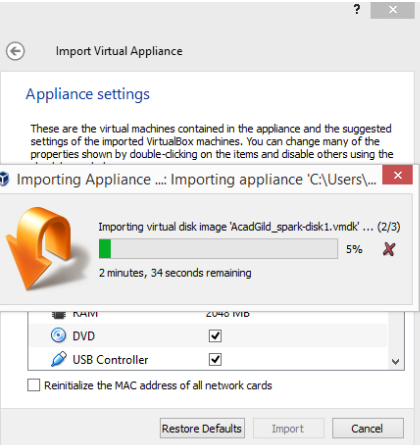 ?
Import Virtual Appliance
Appliance settings
These are the virtual machines contained in the appliance and the suggested
settings of the imported VirtualBox machines. You can change many of the
properties shown by double-clicking on the items and disable others using the
Importing Appliance ...: Importing appliance 'C:\Users\...
Importing virtual disk image 'AcadGild_spark-disk1.vmdk' ... (2/3)
5%
2 minutes, 34 seconds remaining
RAM 2048 MB
DVD
USB Controller
Reinitialize the MAC address of all network cards
Restore Defaults Import Cancel